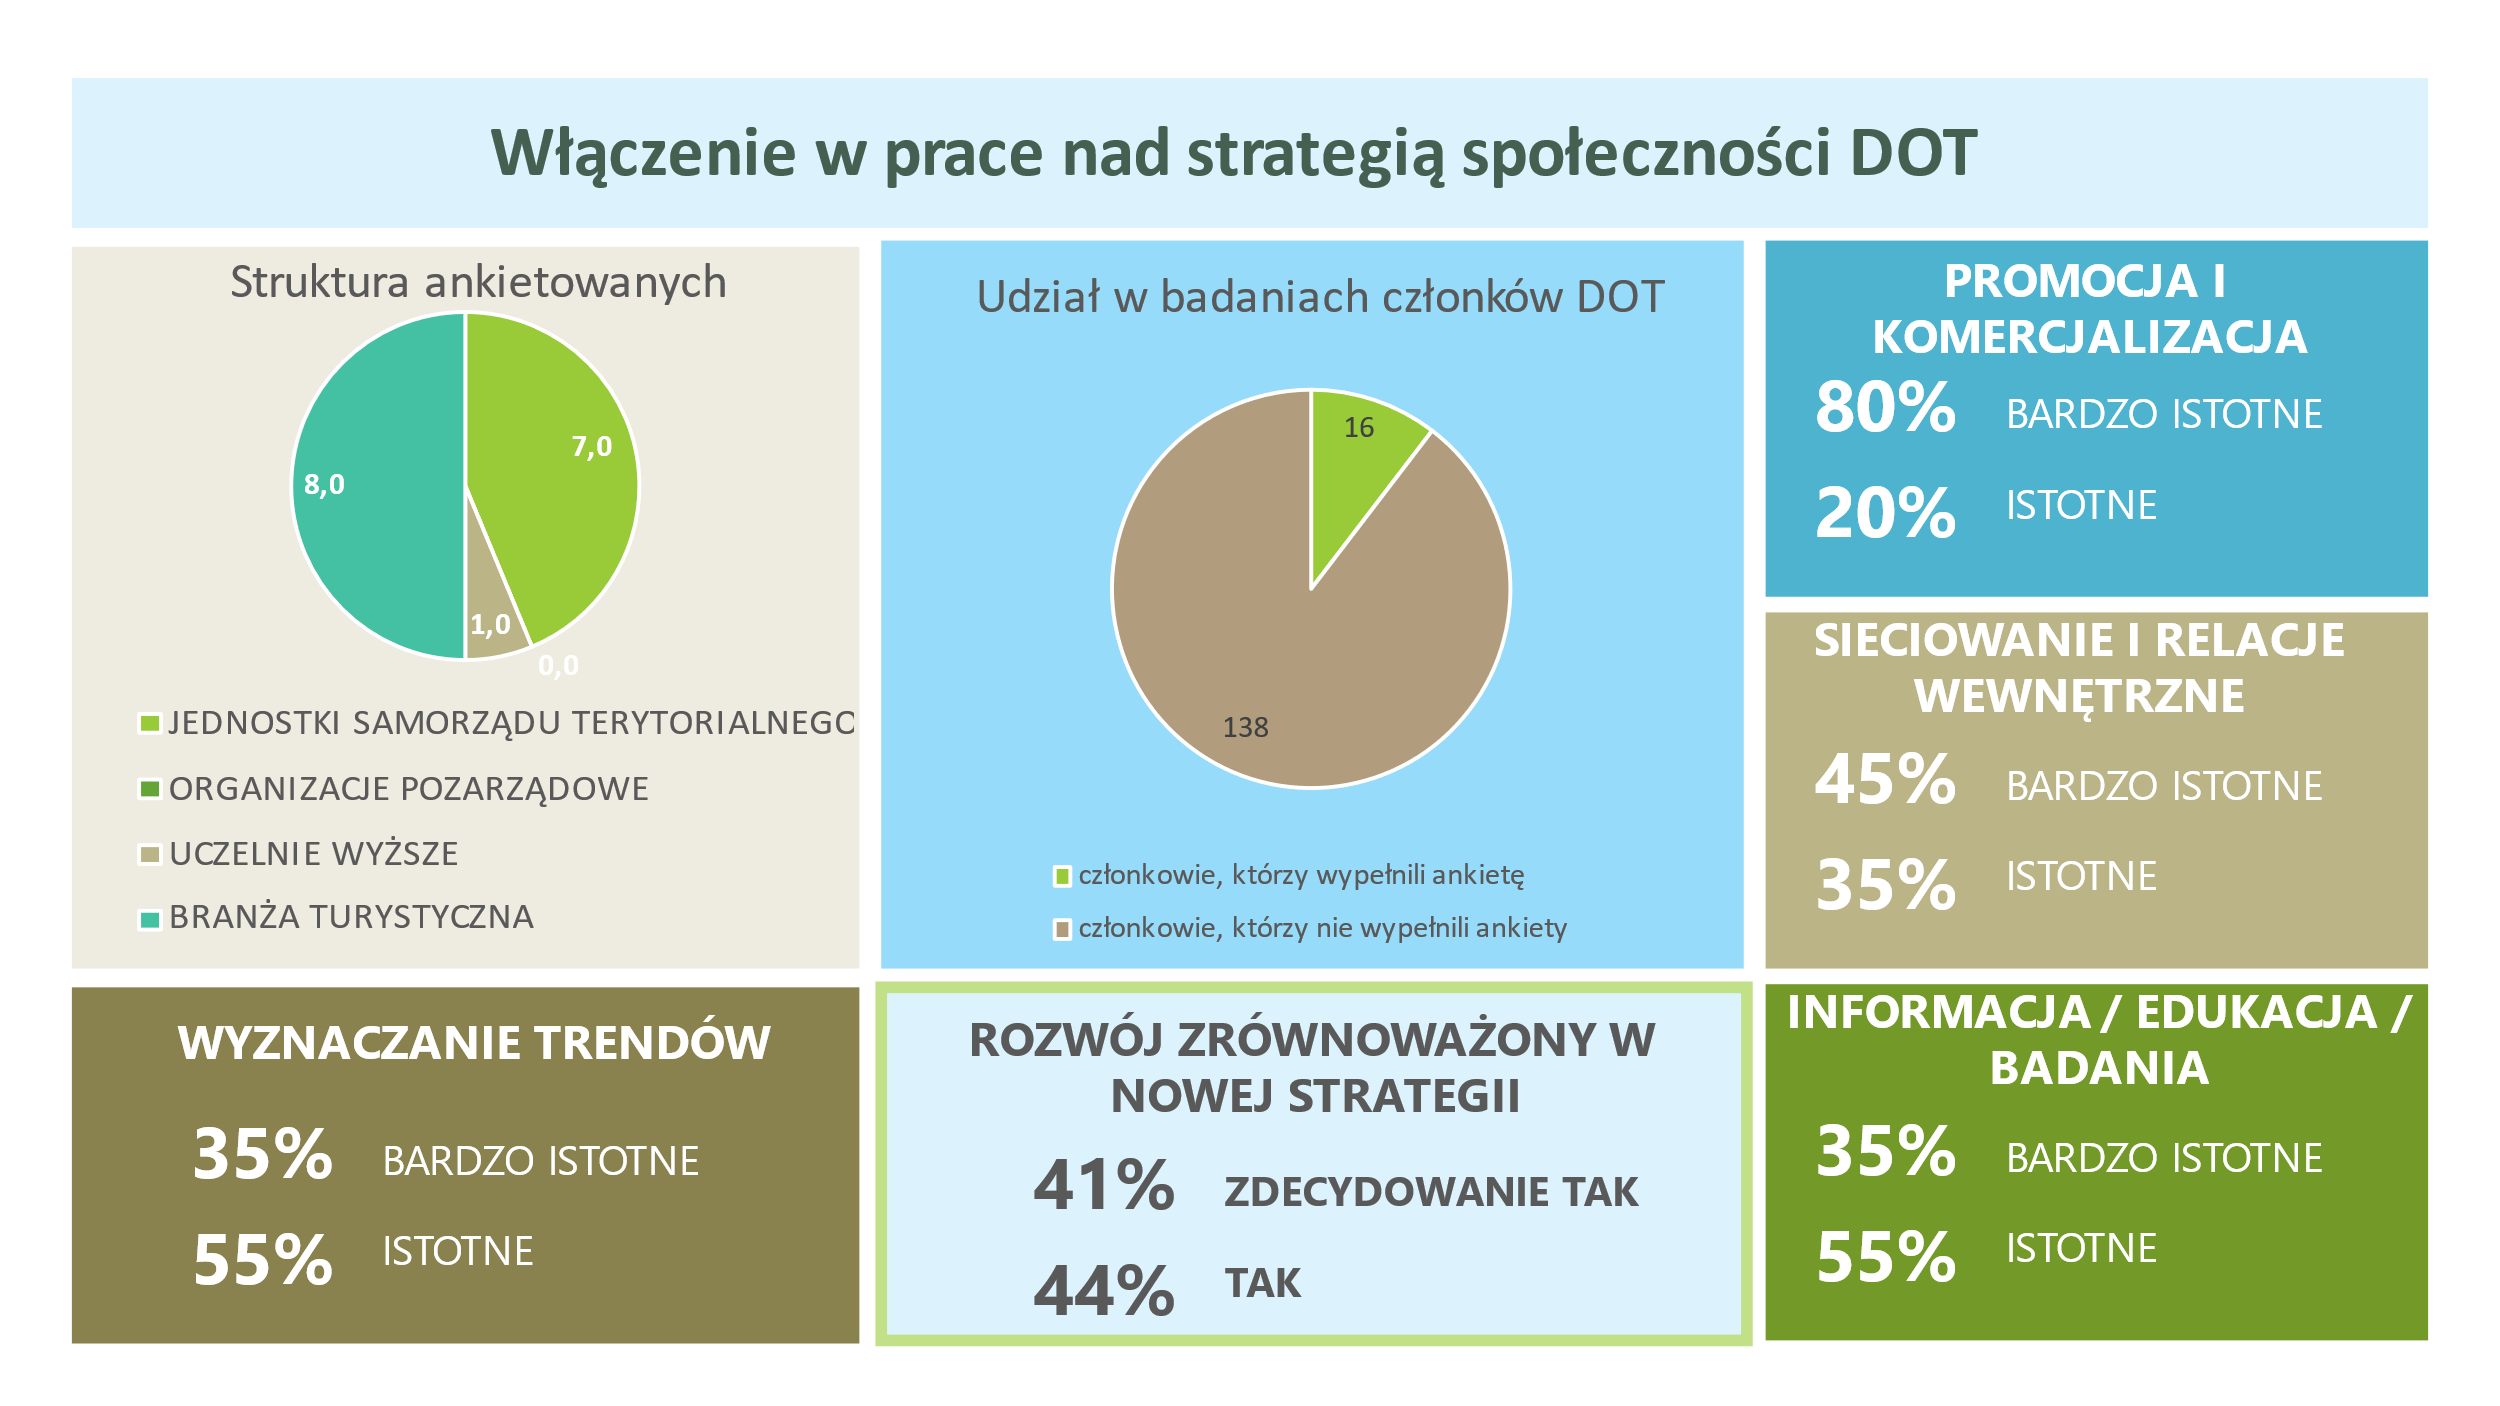 Włączenie w prace nad strategią społeczności DOT
Struktura ankietowanych
7,0
8,0
1,0
0,0
JEDNOSTKI SAMORZĄDU TERYTORIALNEGO
ORGANIZACJE POZARZĄDOWE
UCZELNIE WYŻSZE
BRANŻA TURYSTYCZNA
Udział w badaniach członków DOT
16
138
członkowie, którzy wypełnili ankietę
członkowie, którzy nie wypełnili ankiety
PROMOCJA I
KOMERCJALIZACJA
80% BARDZO ISTOTNE
20% ISTOTNE
SIECIOWANIE I RELACJE
WEWNĘTRZNE
45% BARDZO ISTOTNE
35% ISTOTNE
WYZNACZANIE TRENDÓW
35% BARDZO ISTOTNE
55% ISTOTNE
ROZWÓJ ZRÓWNOWAŻONY W
NOWEJ STRATEGII
41% ZDECYDOWANIE TAK
44% TAK
INFORMACJA / EDUKACJA /
BADANIA
35% BARDZO ISTOTNE
55% ISTOTNE